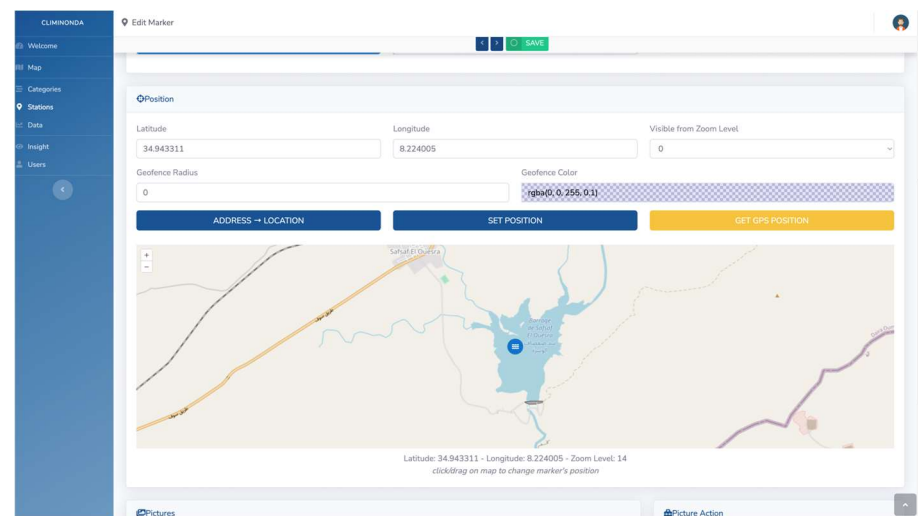 CLIMINONDA
Edit Marker
Welcome
< > SAVE
Map
Categories
Stations
Data
Insight
Users
Position
Latitude
Longitude
Visible from Zoom Level
34.943311
8.224005
0
Geofence Radius
Geofence Color
0
rgba(0, 0, 255, 0.1)
ADDRESS → LOCATION
SET POSITION
GET GPS POSITION
+
−
Barrage
de Sabud
El Ouesra
Latitude: 34.943311 - Longitude: 8.224005 - Zoom Level: 14
click/drag on map to change marker's position
Pictures
Picture Action